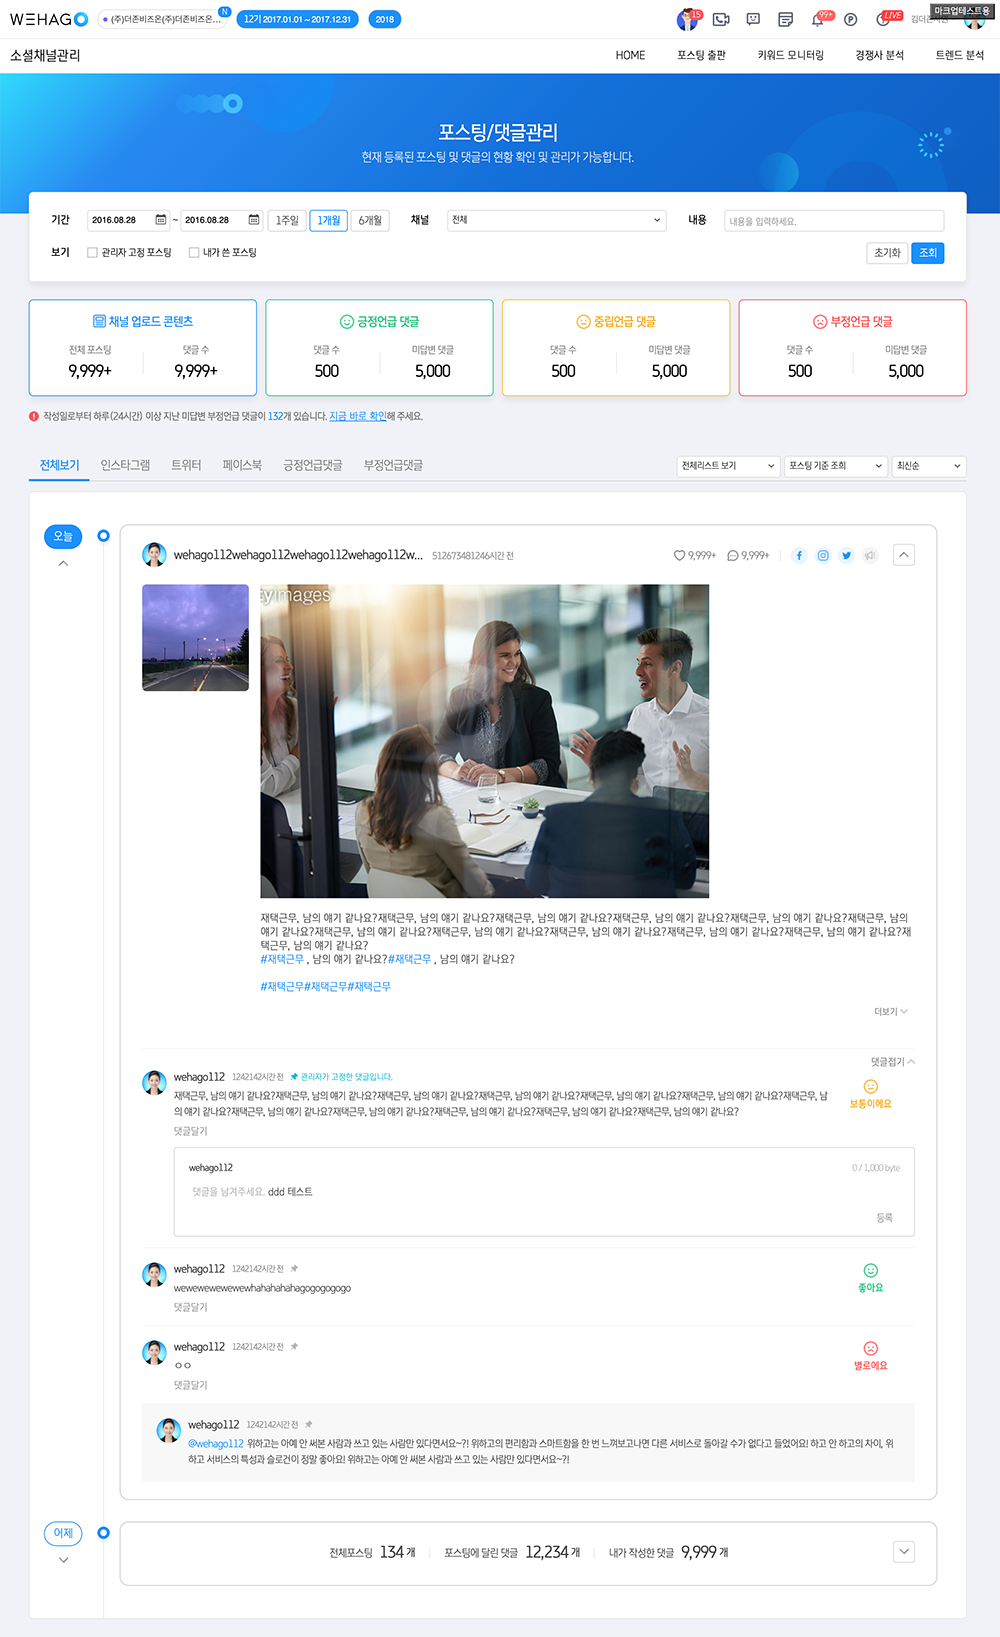 WEHAGO
(주)더존비즈온(주)더존비즈온...
N
12기 2017.01.01 ~ 2017.12.31
2018
15
99+
LIVE
마크업테스트용
소셜채널관리
HOME
포스팅 출판
키워드 모니터링
경쟁사 분석
트렌드 분석
포스팅/댓글관리
현재 등록된 포스팅 및 댓글의 현황 확인 및 관리가 가능합니다.
기간 2016.08.28 ~ 2016.08.28 1주일 1개월 6개월 채널 전체 내용 내용을 입력하세요.
보기 관리자 고정 포스팅 내가 쓴 포스팅 초기화 조회
채널 업로드 콘텐츠
전체 포스팅 댓글 수
9,999+ 9,999+
긍정언급 댓글
댓글 수 미답변 댓글
500 5,000
중립언급 댓글
댓글 수 미답변 댓글
500 5,000
부정언급 댓글
댓글 수 미답변 댓글
500 5,000
작성일로부터 하루(24시간) 이상 지난 미답변 부정언급 댓글이 132개 있습니다. 지금 바로 확인해 주세요.
전체보기 인스타그램 트위터 페이스북 긍정언급댓글 부정언급댓글
전체리스트 보기 포스팅 기준 조회 최신순
오늘
wehago112wehago112wehago112wehago112w... 512673481246시간 전 9,999+ 9,999+
tyimages
재택근무, 남의 얘기 같나요?재택근무, 남의 얘기 같나요?재택근무, 남의 얘기 같나요?재택근무, 남의 얘기 같나요?재택근무, 남의 얘기 같나요?재택근무, 남의
얘기 같나요?재택근무, 남의 얘기 같나요?재택근무, 남의 얘기 같나요?재택근무, 남의 얘기 같나요?재택근무, 남의 얘기 같나요?재택근무, 남의 얘기 같나요?재
택근무, 남의 얘기 같나요?
#재택근무 , 남의 얘기 같나요?#재택근무 , 남의 얘기 같나요?
#재택근무#재택근무#재택근무
더보기
댓글접기
wehago112 1242142시간 전 관리자가 고정한 댓글입니다.
재택근무, 남의 얘기 같나요?재택근무, 남의 얘기 같나요?재택근무, 남의 얘기 같나요?재택근무, 남의 얘기 같나요?재택근무, 남의 얘기 같나요?재택근무, 남의 얘기 같나요?재택근무, 남
의 얘기 같나요?재택근무, 남의 얘기 같나요?재택근무, 남의 얘기 같나요?재택근무, 남의 얘기 같나요?재택근무, 남의 얘기 같나요?재택근무, 남의 얘기 같나요?
보통이에요
댓글달기
wehago112 0 / 1,000 byte
댓글을 남겨주세요. ddd 테스트
등록
wehago112 1242142시간 전
wewewewewewewhahahahahagogogogogo
좋아요
댓글달기
wehago112 1242142시간 전
ㅇㅇ
별로에요
댓글달기
wehago112 1242142시간 전
@wehago112 위하고는 아예 안 써본 사람과 쓰고 있는 사람만 있다면서요~?! 위하고의 편리함과 스마트함을 한 번 느껴보고나면 다른 서비스로 돌아갈 수가 없다고 들었어요! 하고 안 하고의 차이, 위
하고 서비스의 특성과 슬로건이 정말 좋아요! 위하고는 아예 안 써본 사람과 쓰고 있는 사람만 있다면서요~?!
어제
전체포스팅 134 개 포스팅에 달린 댓글 12,234 개 내가 작성한 댓글 9,999 개